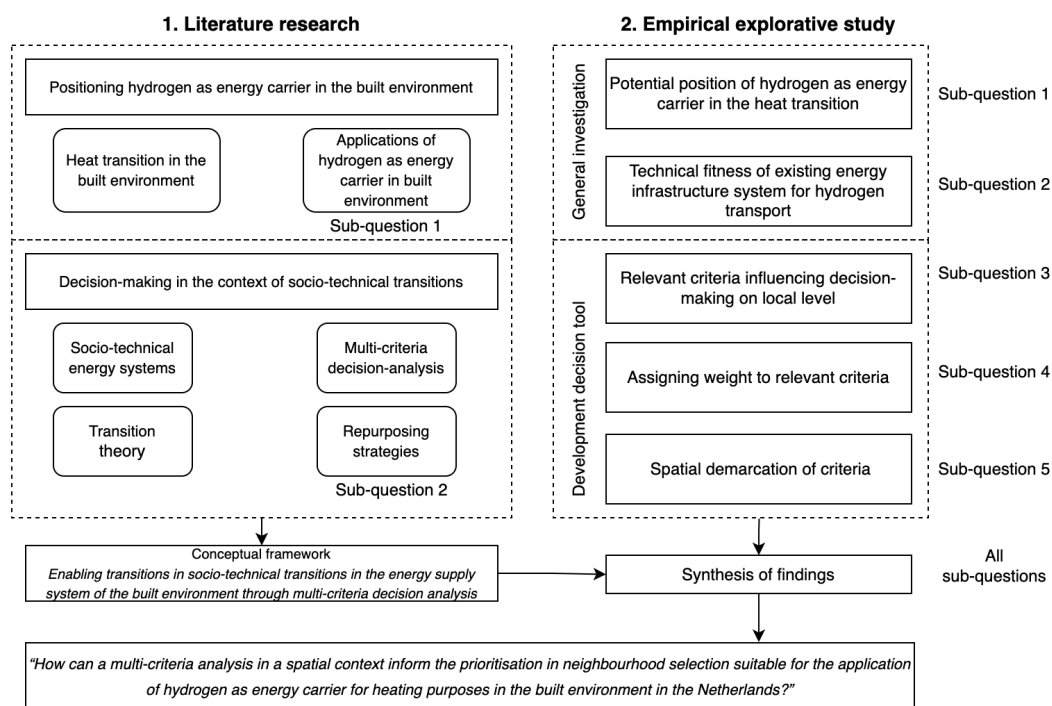 1. Literature research
Positioning hydrogen as energy carrier in the built environment
Heat transition in the
built environment
Applications of
hydrogen as energy
carrier in built
environment
Sub-question 1
Decision-making in the context of socio-technical transitions
Socio-technical
energy systems
Multi-criteria
decision-analysis
Transition
theory
Repurposing
strategies
Sub-question 2
Conceptual framework
Enabling transitions in socio-technical transitions in the energy supply
system of the built environment through multi-criteria decision analysis
2. Empirical explorative study
General investigation
Potential position of hydrogen as energy
carrier in the heat transition
Sub-question 1
Technical fitness of existing energy
infrastructure system for hydrogen
transport
Sub-question 2
Development decision tool
Relevant criteria influencing decision-
making on local level
Sub-question 3
Assigning weight to relevant criteria
Sub-question 4
Spatial demarcation of criteria
Sub-question 5
Synthesis of findings
All
sub-questions
“How can a multi-criteria analysis in a spatial context inform the prioritisation in neighbourhood selection suitable for the application
of hydrogen as energy carrier for heating purposes in the built environment in the Netherlands?”